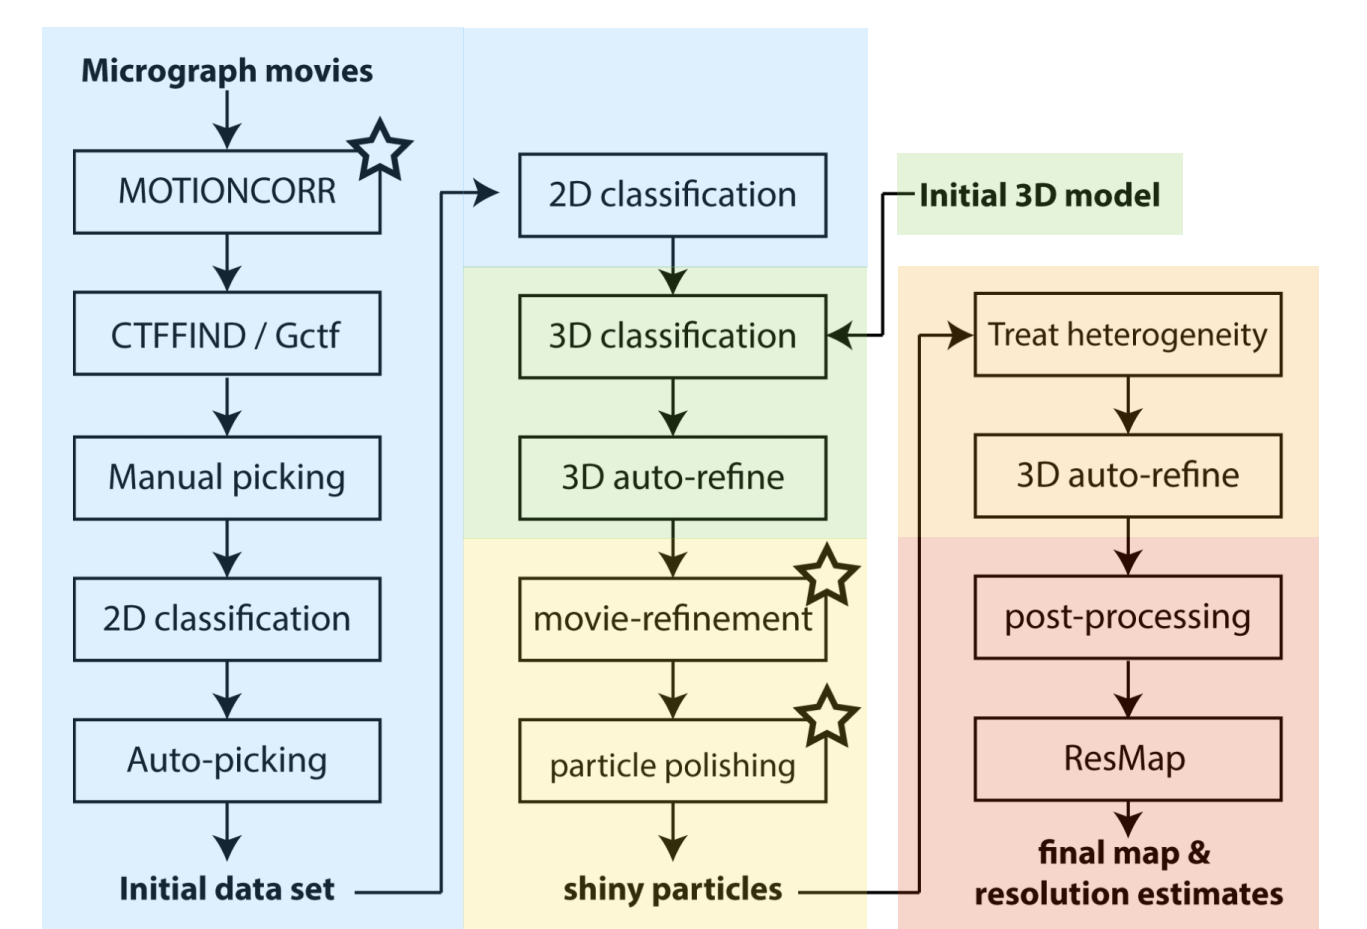 Micrograph movies
MOTIONCORR
CTFFIND / Gctf
Manual picking
2D classification
Auto-picking
Initial data set
2D classification
3D classification
3D auto-refine
movie-refinement
particle polishing
shiny particles
Initial 3D model
Treat heterogeneity
3D auto-refine
post-processing
ResMap
final map &
resolution estimates